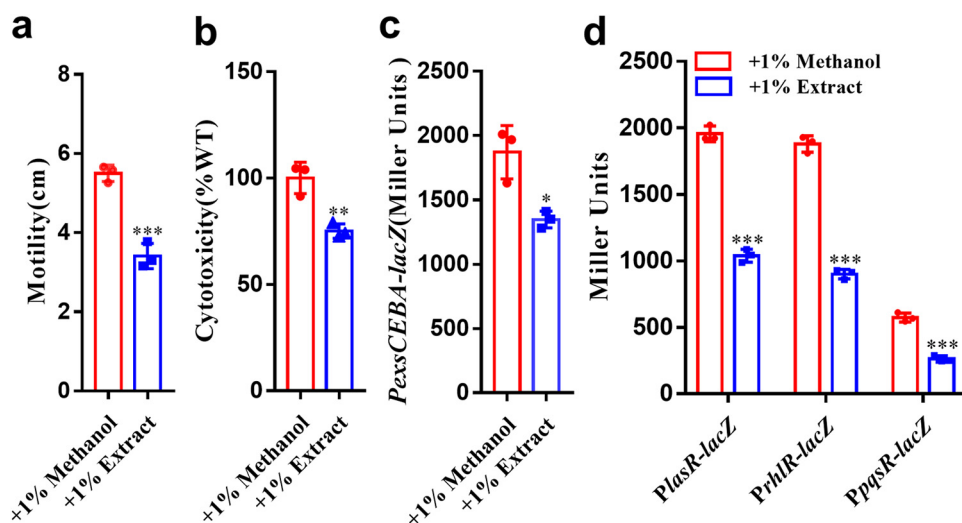 a
Motility(cm)
8
6
4
2
0
***
+1% Methanol
+1% Extract
b
Cytotoxicity(%WT)
150
100
50
0
**
+1% Methanol
+1% Extract
c
PexsCEBA-lacZ(Miller Units)
2500
2000
1500
1000
500
0
*
+1% Methanol
+1% Extract
d
Miller Units
2500
2000
1500
1000
500
0
+1% Methanol
+1% Extract
***
***
***
PlasR-lacZ
PrhlR-lacZ
PpqsR-lacZ